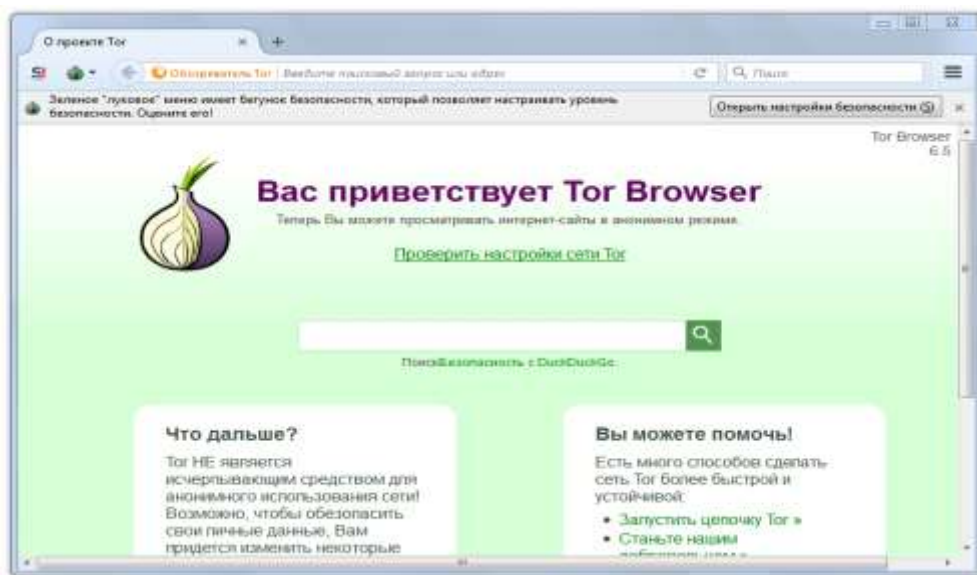 О проекте Tor
Обозреватель Tor
Введите поисковый запрос или адрес
Поиск
Зеленое "луковое" меню имеет бегунок безопасности, который позволяет настраивать уровень
безопасности. Оцените его!
Открыть настройки безопасности (S)
Tor Browser
6.5
Вас приветствует Tor Browser
Теперь Вы можете просматривать интернет-сайты в анонимном режиме.
Проверить настройки сети Tor
ПоискБезопасность с DuckDuckGo.
Что дальше?
Tor НЕ является
исчерпывающим средством для
анонимного использования сети!
Возможно, чтобы обезопасить
свои личные данные, Вам
придется изменить некоторые
Вы можете помочь!
Есть много способов сделать
сеть Tor более быстрой и
устойчивой:
• Запустить цепочку Tor »
• Станьте нашим